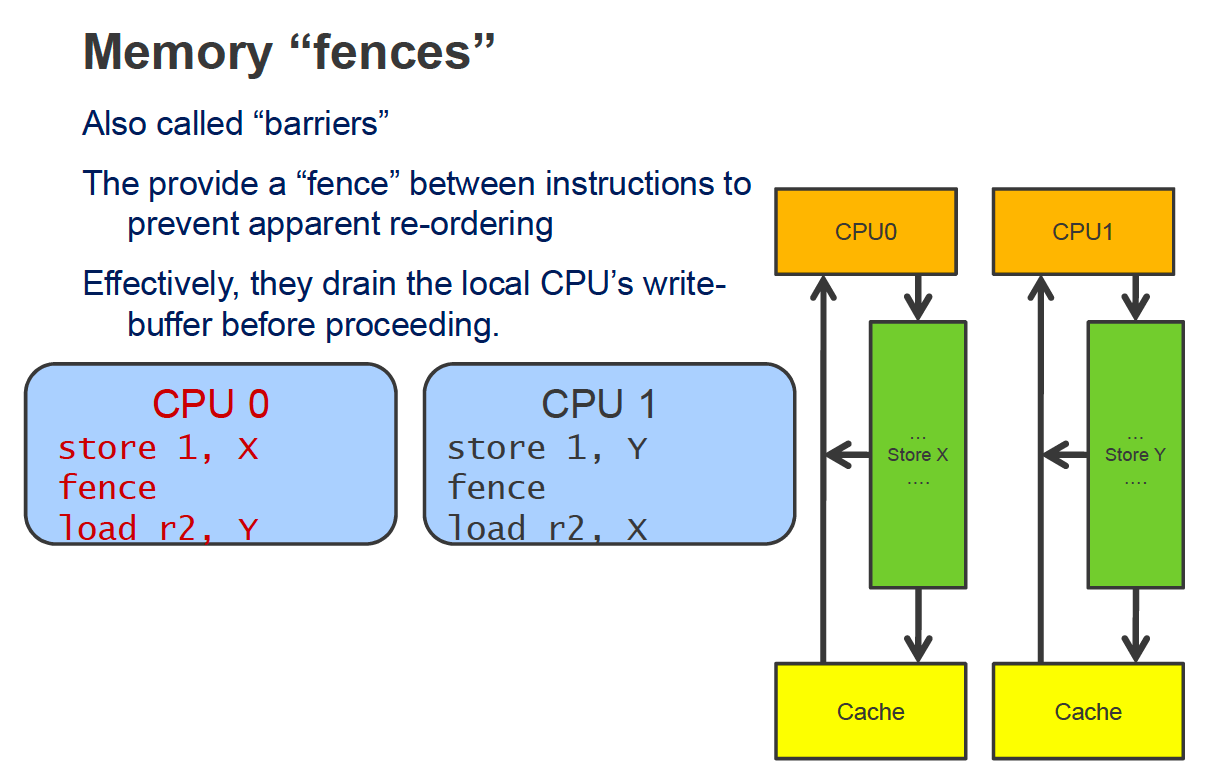 Memory “fences”
Also called “barriers”
The provide a “fence” between instructions to
prevent apparent re-ordering
Effectively, they drain the local CPU’s write-
buffer before proceeding.
CPU 0
store 1, X
fence
load r2, Y
CPU 1
store 1, Y
fence
load r2, X
CPU0
CPU1
...
Store X
....
...
Store Y
....
Cache
Cache